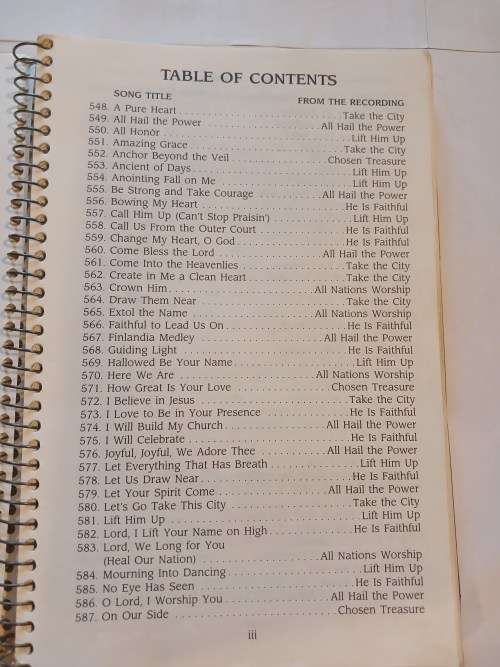 TABLE OF CONTENTS
SONG TITLE FROM THE RECORDING
548. A Pure Heart . . . . . . . . . . . . . . . . . . . . . . . . . . . . . . Take the City
549. All Hail the Power . . . . . . . . . . . . . . . . . . . . . All Hail the Power
550. All Honor . . . . . . . . . . . . . . . . . . . . . . . . . . . . . . . . . . Lift Him Up
551. Amazing Grace . . . . . . . . . . . . . . . . . . . . . . . . . . . . Take the City
552. Anchor Beyond the Veil . . . . . . . . . . . . . . . . . . Chosen Treasure
553. Ancient of Days . . . . . . . . . . . . . . . . . . . . . . . . . . . . . Lift Him Up
554. Anointing Fall on Me . . . . . . . . . . . . . . . . . . . . . . . . . Lift Him Up
555. Be Strong and Take Courage . . . . . . . . . . . . All Hail the Power
556. Bowing My Heart . . . . . . . . . . . . . . . . . . . . . . . . . . He Is Faithful
557. Call Him Up (Can't Stop Praisin') . . . . . . . . . . . . . . . Lift Him Up
558. Call Us From the Outer Court . . . . . . . . . . . . . . . . He Is Faithful
559. Change My Heart, O God . . . . . . . . . . . . . . . . . . . . He Is Faithful
560. Come Bless the Lord . . . . . . . . . . . . . . . . . . . All Hail the Power
561. Come Into the Heavenlies . . . . . . . . . . . . . . . . . . . Take the City
562. Create in Me a Clean Heart . . . . . . . . . . . . . . . . . . Take the City
563. Crown Him . . . . . . . . . . . . . . . . . . . . . . . . . . . All Nations Worship
564. Draw Them Near . . . . . . . . . . . . . . . . . . . . . . . . . . Take the City
565. Extol the Name . . . . . . . . . . . . . . . . . . . . . . . All Nations Worship
566. Faithful to Lead Us On . . . . . . . . . . . . . . . . . . . . . . He Is Faithful
567. Finlandia Medley . . . . . . . . . . . . . . . . . . . . . . . All Hail the Power
568. Guiding Light . . . . . . . . . . . . . . . . . . . . . . . . . . . . . He Is Faithful
569. Hallowed Be Your Name . . . . . . . . . . . . . . . . . . . . . . Lift Him Up
570. Here We Are . . . . . . . . . . . . . . . . . . . . . . . . . All Nations Worship
571. How Great Is Your Love . . . . . . . . . . . . . . . . . . Chosen Treasure
572. I Believe in Jesus . . . . . . . . . . . . . . . . . . . . . . . . . . . Take the City
573. I Love to Be in Your Presence . . . . . . . . . . . . . . . He Is Faithful
574. I Will Build My Church . . . . . . . . . . . . . . . . . . . All Hail the Power
575. I Will Celebrate . . . . . . . . . . . . . . . . . . . . . . . . . . . . . He Is Faithful
576. Joyful, Joyful, We Adore Thee . . . . . . . . . . . . All Hail the Power
577. Let Everything That Has Breath . . . . . . . . . . . . . . . . . Lift Him Up
578. Let Us Draw Near . . . . . . . . . . . . . . . . . . . . . . . . . . . He Is Faithful
579. Let Your Spirit Come . . . . . . . . . . . . . . . . . . . . All Hail the Power
580. Let's Go Take This City . . . . . . . . . . . . . . . . . . . . . . Take the City
581. Lift Him Up . . . . . . . . . . . . . . . . . . . . . . . . . . . . . . . . . . Lift Him Up
582. Lord, I Lift Your Name on High . . . . . . . . . . . . . . . He Is Faithful
583. Lord, We Long for You
(Heal Our Nation) . . . . . . . . . . . . . . . . . . . . . All Nations Worship
584. Mourning Into Dancing . . . . . . . . . . . . . . . . . . . . . . . . Lift Him Up
585. No Eye Has Seen . . . . . . . . . . . . . . . . . . . . . . . . . . . . He Is Faithful
586. O Lord, I Worship You . . . . . . . . . . . . . . . . . . . All Hail the Power
587. On Our Side . . . . . . . . . . . . . . . . . . . . . . . . . . . . . Chosen Treasure
iii